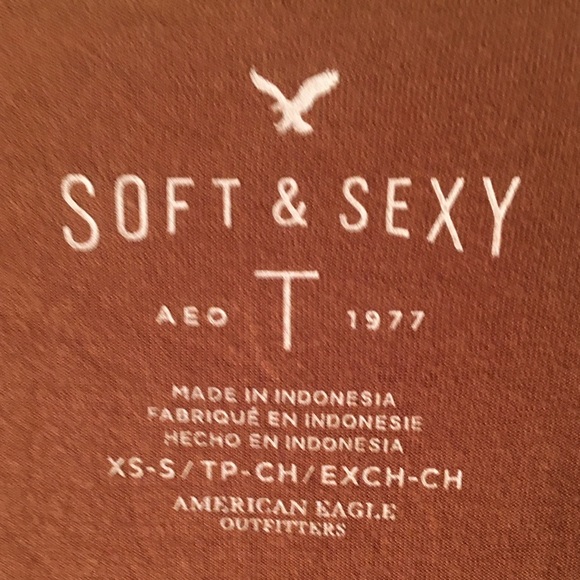 SOFT & SEXY
T
AEO 1977
MADE IN INDONESIA
FABRIQUÉ EN INDONESIE
HECHO EN INDONESIA
XS-S/TP-CH/EXCH-CH
AMERICAN EAGLE
OUTFITTERS